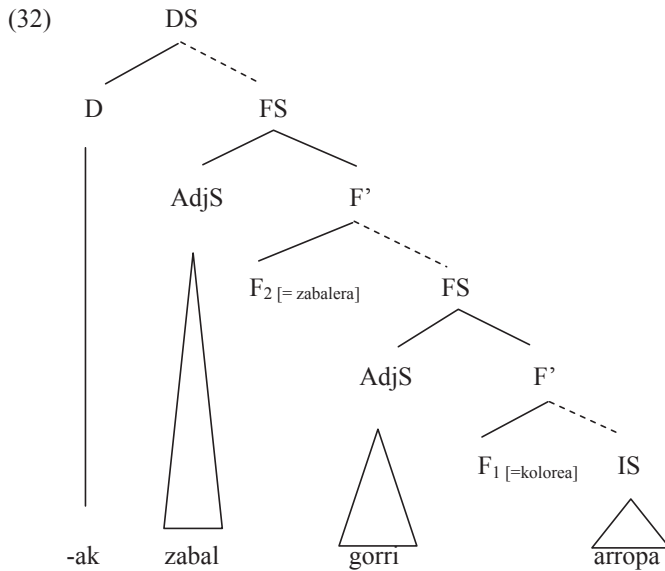 (32) DS
D FS
AdjS F'
F2 [= zabalera] FS
AdjS F'
F1 [=kolorea] IS
-ak zabal gorri arropa